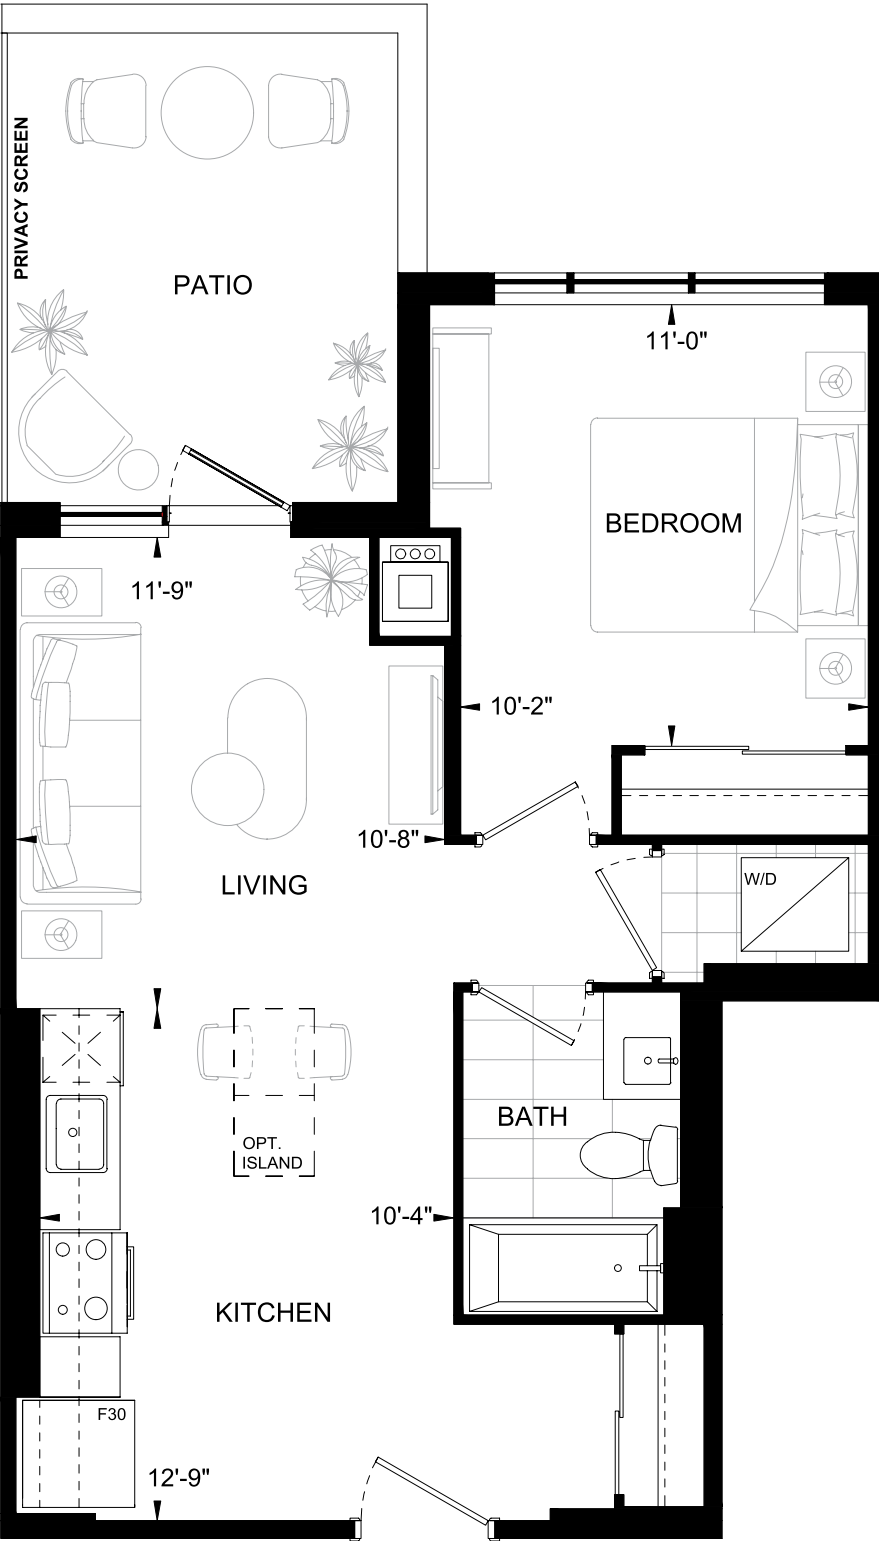 PRIVACY SCREEN
PATIO
11'-0"
BEDROOM
11'-9"
10'-2"
10'-8"
LIVING
W/D
BATH
OPT.
ISLAND
10'-4"
KITCHEN
F30
12'-9"